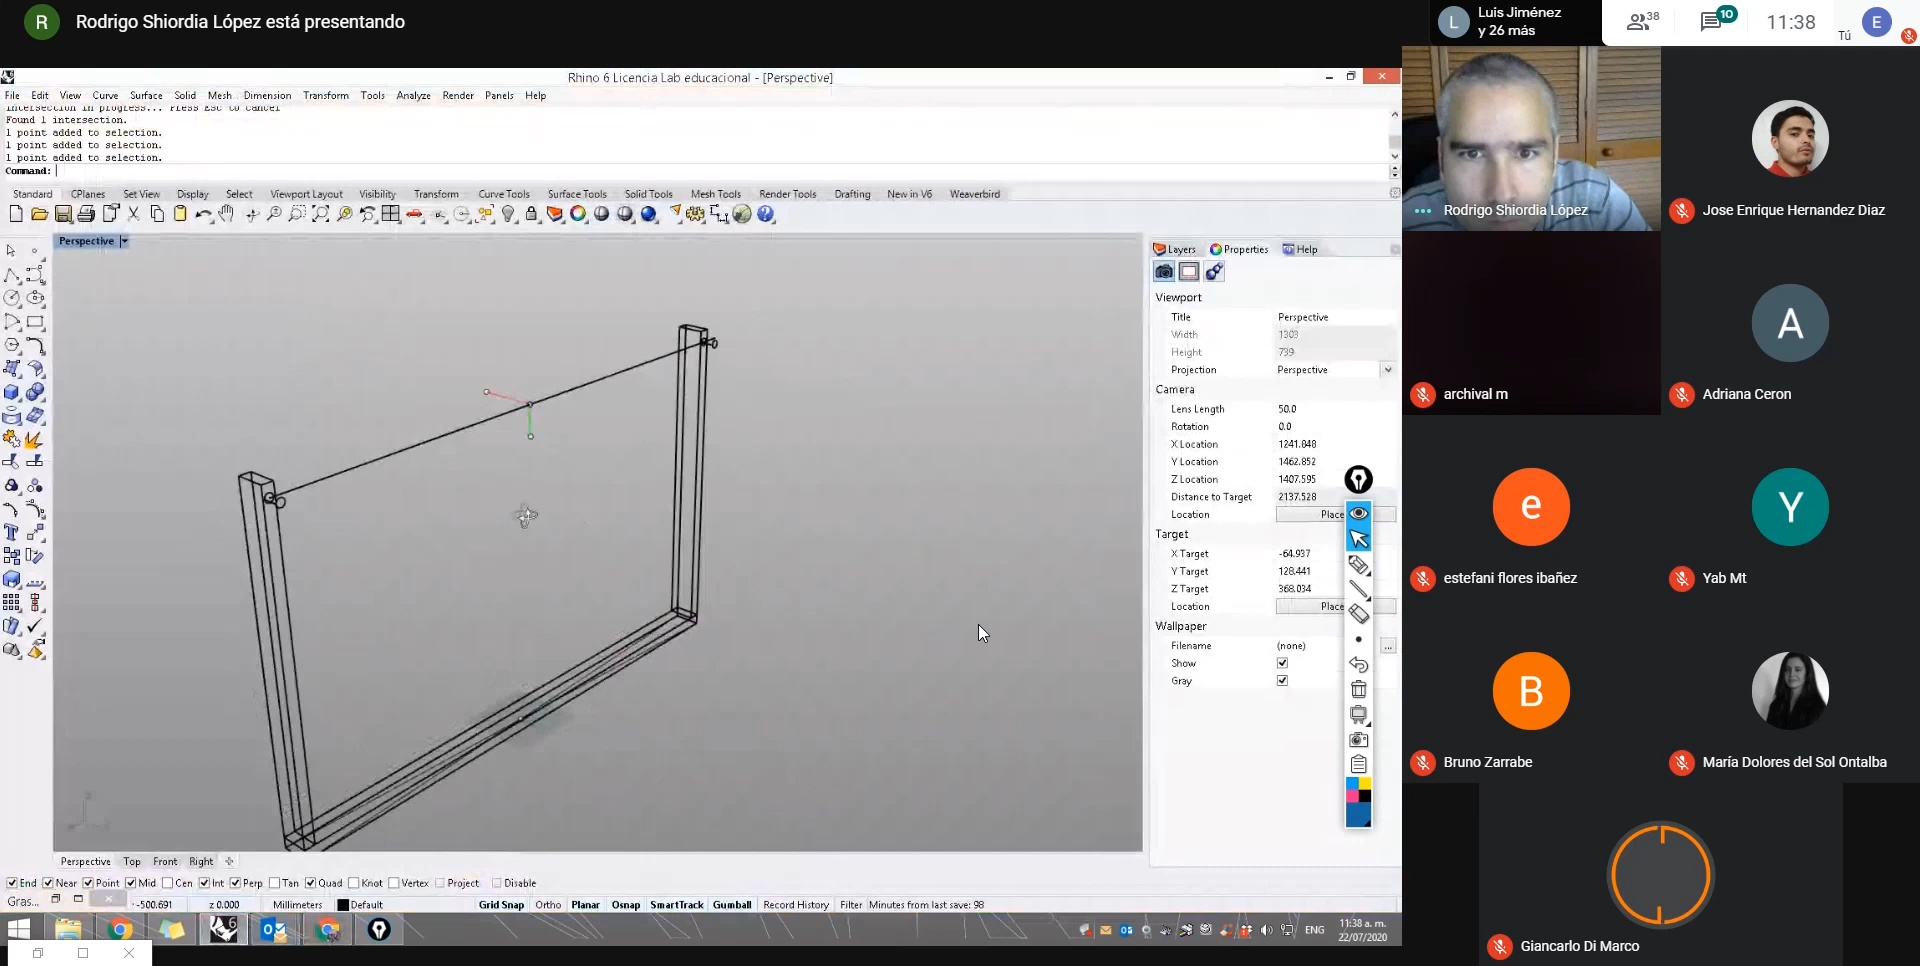 R Rodrigo Shiordia López está presentando
L Luis Jiménez
y 26 más
38
10
11:38
Tú
E
Rhino 6 Licencia Lab educacional - [Perspective]
File Edit View Curve Surface Solid Mesh Dimension Transform Tools Analyze Render Panels Help
Intersection in progress... Press Esc to cancel
Found 1 intersection.
1 point added to selection.
1 point added to selection.
1 point added to selection.
Command:
Standard CPlanes Set View Display Select Viewport Layout Visibility Transform Curve Tools Surface Tools Solid Tools Mesh Tools Render Tools Drafting New in V6 Weaverbird
Perspective
Layers Properties Help
Viewport
Title Perspective
Width 1303
Height 739
Projection Perspective
Camera
Lens Length 50.0
Rotation 0.0
X Location 1241.848
Y Location 1462.852
Z Location 1407.595
Distance to Target 2137.528
Location Place
Target
X Target -64.937
Y Target 128.441
Z Target 368.034
Location Place
Wallpaper
Filename (none) ...
Show
Gray
Perspective Top Front Right
End Near Point Mid Cen Int Perp Tan Quad Knot Vertex Project Disable
Gras... -500.691 z 0.000 Millimeters Default Grid Snap Ortho Planar Osnap SmartTrack Gumball Record History Filter Minutes from last save: 98
ENG
11:38 a. m.
22/07/2020
Rodrigo Shiordia López
Jose Enrique Hernandez Diaz
archival m
A
Adriana Ceron
e
estefani flores ibañez
Y
Yab Mt
B
Bruno Zarrabe
María Dolores del Sol Ontalba
Giancarlo Di Marco